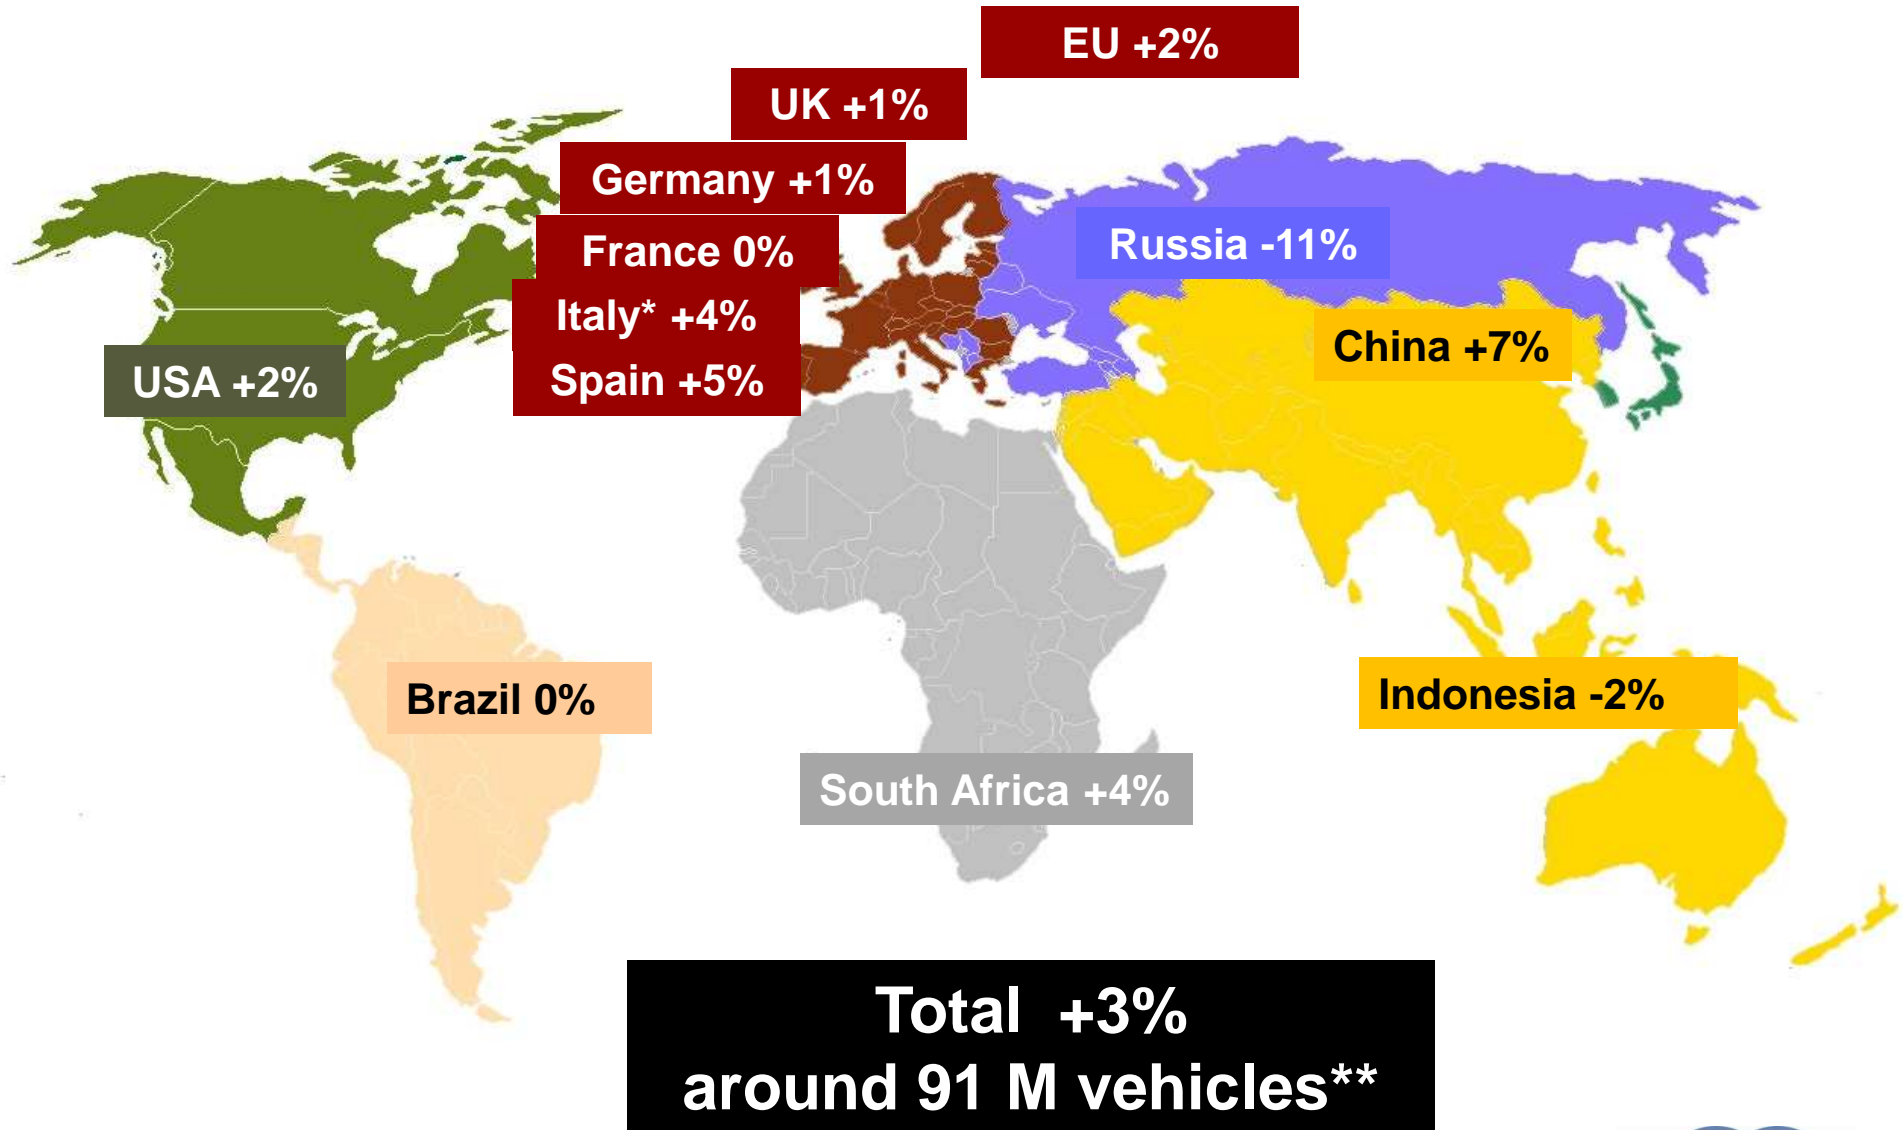 EU +2%
UK +1%
Germany +1%
France 0%
Russia -11%
Italy* +4%
China +7%
USA +2%
Spain +5%
Brazil 0%
Indonesia -2%
South Africa +4%
Total +3%
around 91 M vehicles**